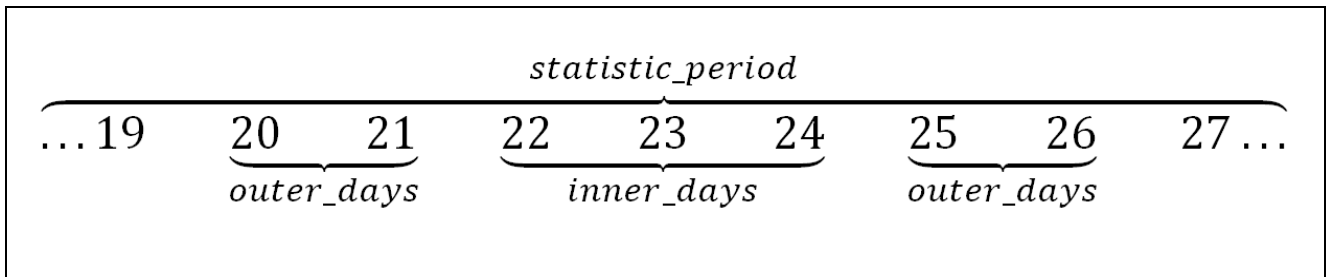 statistic_period
...19 20 21 22 23 24 25 26 27...
outer_days inner_days outer_days